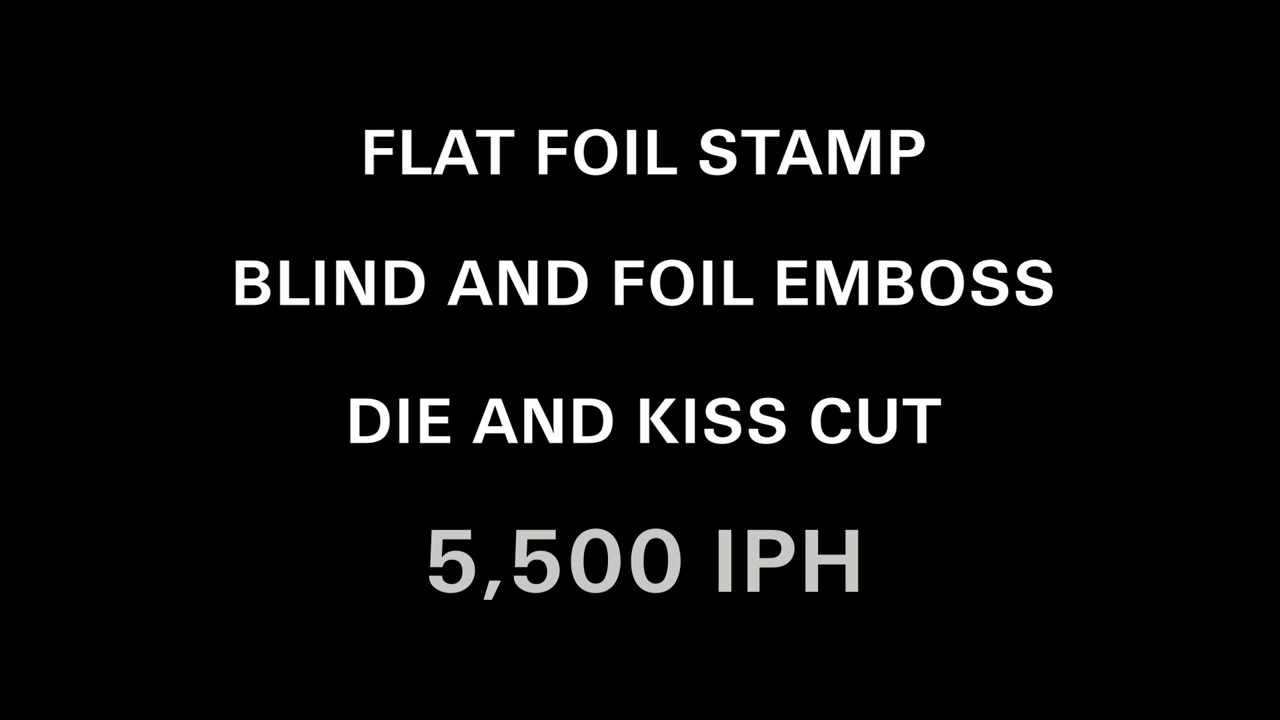 FLAT FOIL STAMP
BLIND AND FOIL EMBOSS
DIE AND KISS CUT
5,500 IPH